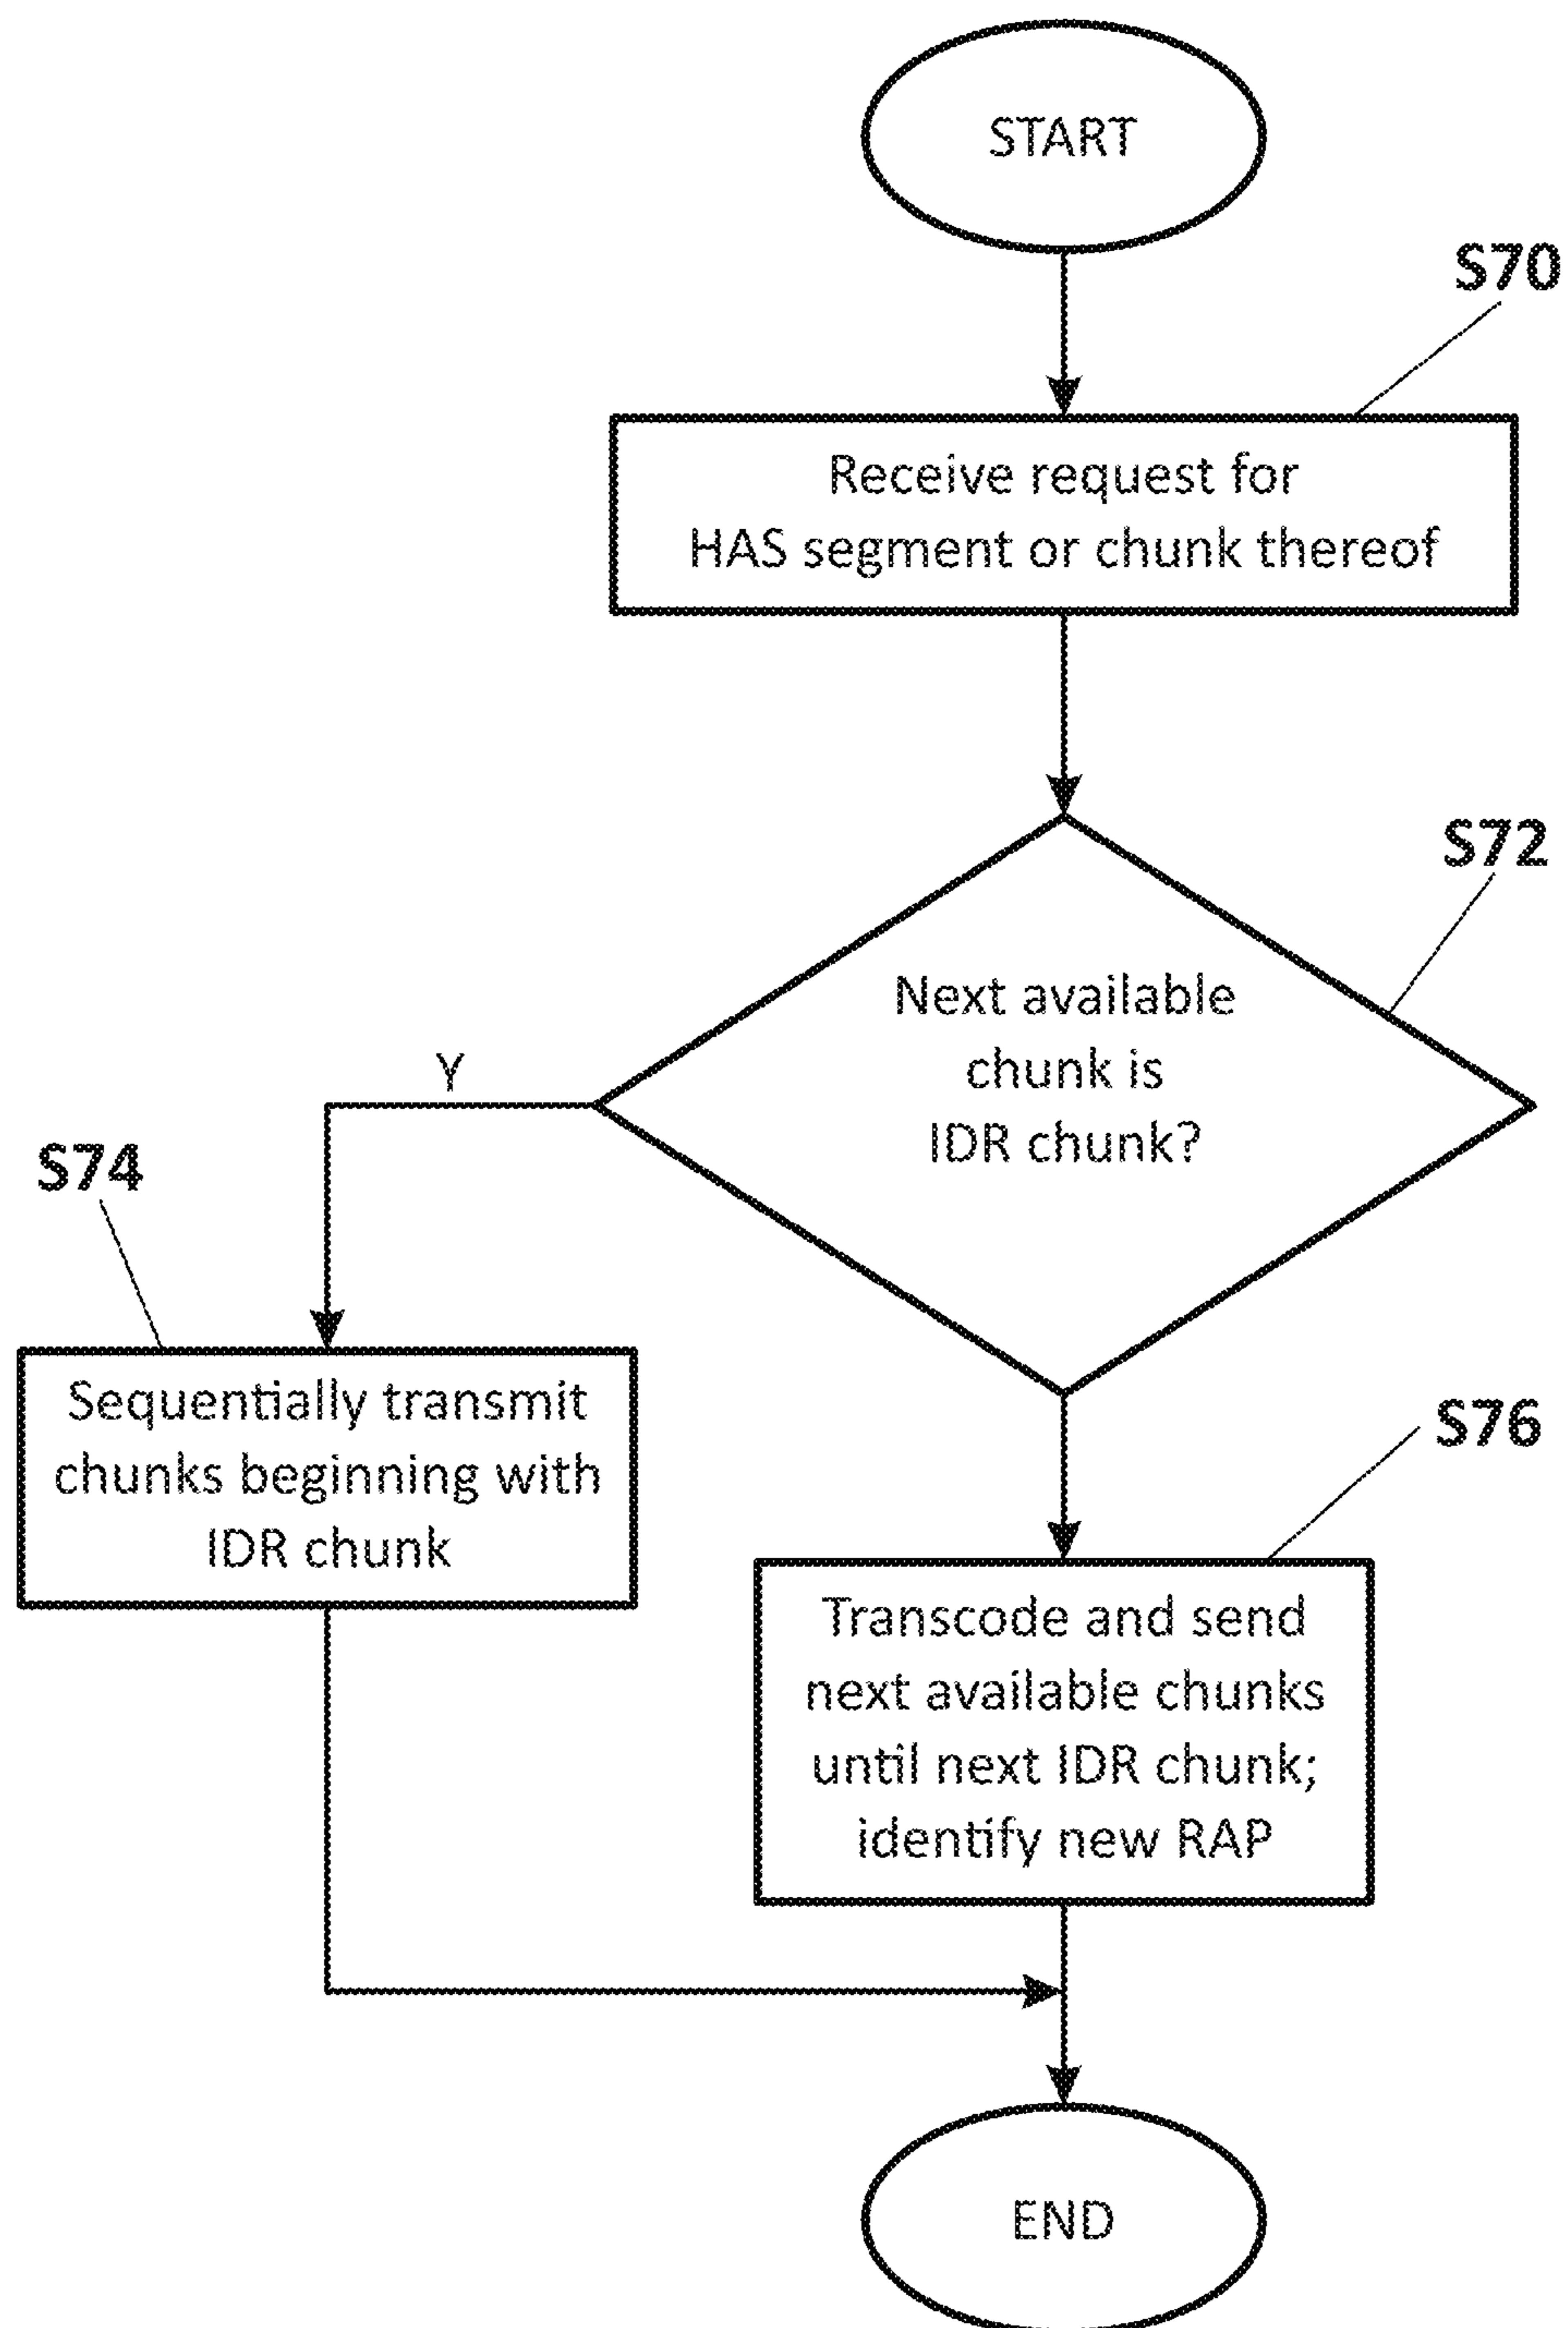 START
S70
Receive request for
HAS segment or chunk thereof
S72
Next available
chunk is
IDR chunk?
Y
S74
Sequentially transmit
chunks beginning with
IDR chunk
S76
Transcode and send
next available chunks
until next IDR chunk;
identify new RAP
END